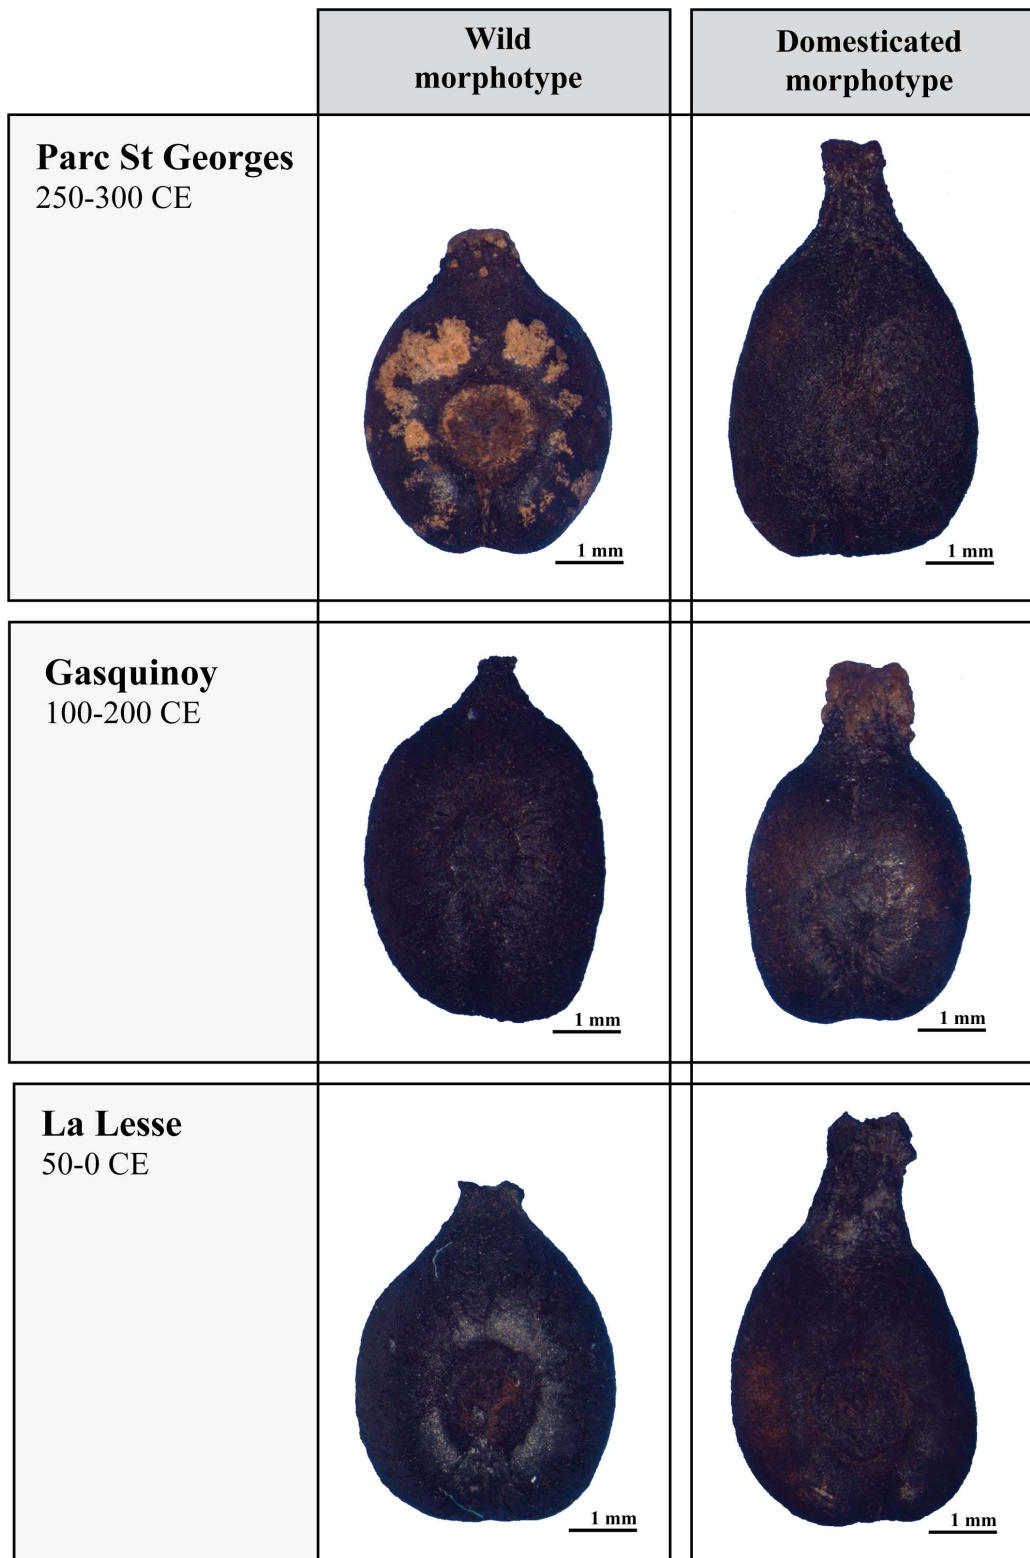 Wild
morphotype
Domesticated
morphotype
Parc St Georges
250-300 CE
1 mm
1 mm
Gasquinoy
100-200 CE
1 mm
1 mm
La Lesse
50-0 CE
1 mm
1 mm